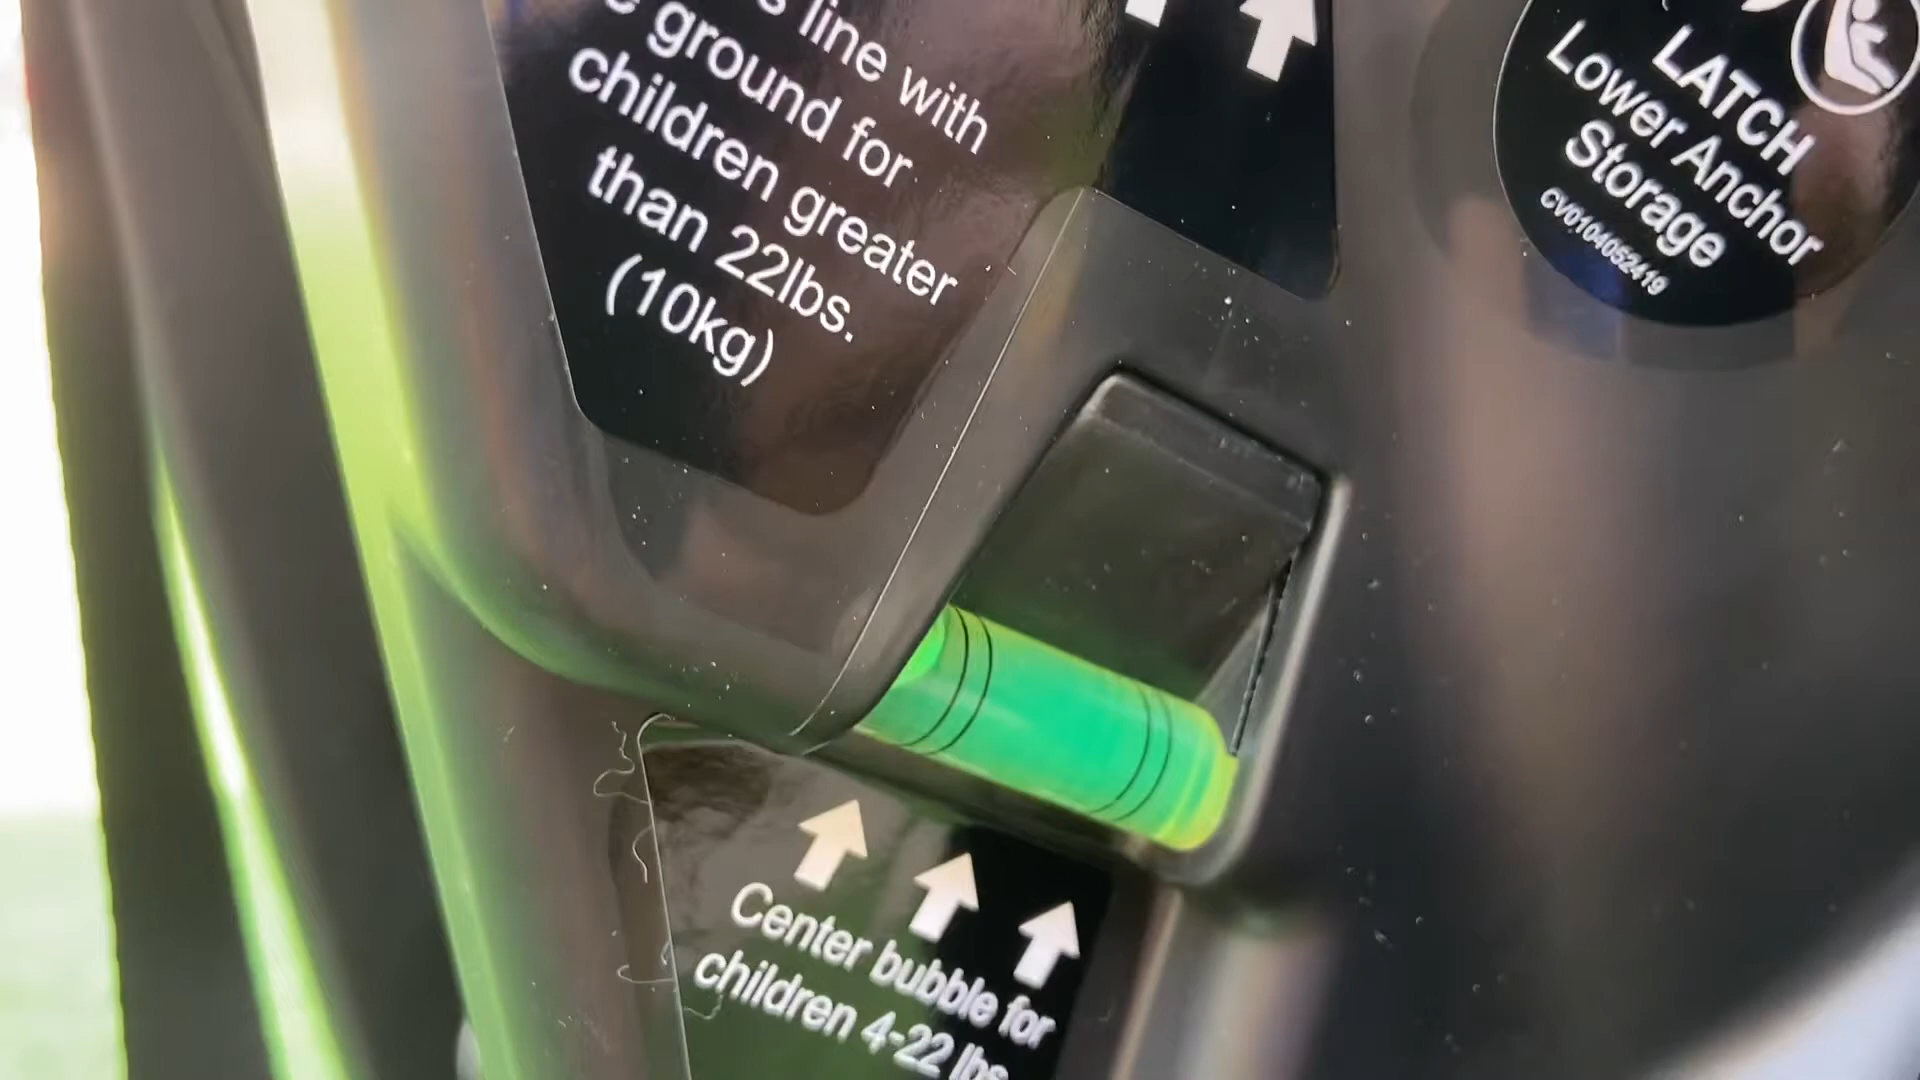 line with
ground for
children greater
than 22lbs.
(10kg)
LATCH
Lower Anchor
Storage
CV0104052419
Center bubble for
children 4-22 lbs